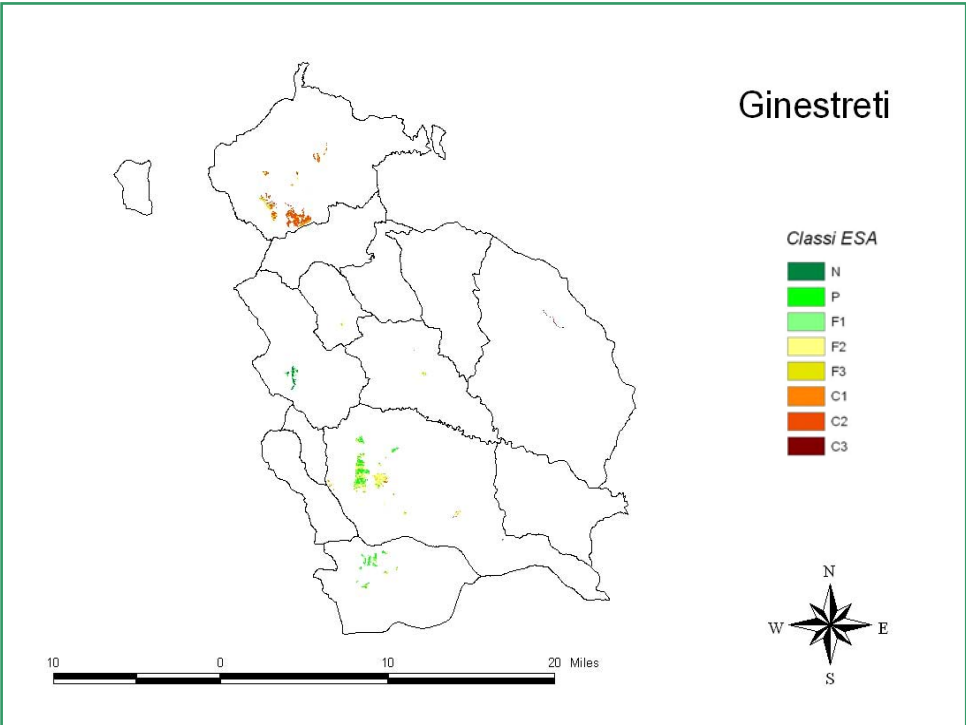 Ginestreti
Classi ESA
N
P
F1
F2
F3
C1
C2
C3
N
W E
S
10 0 10 20 Miles